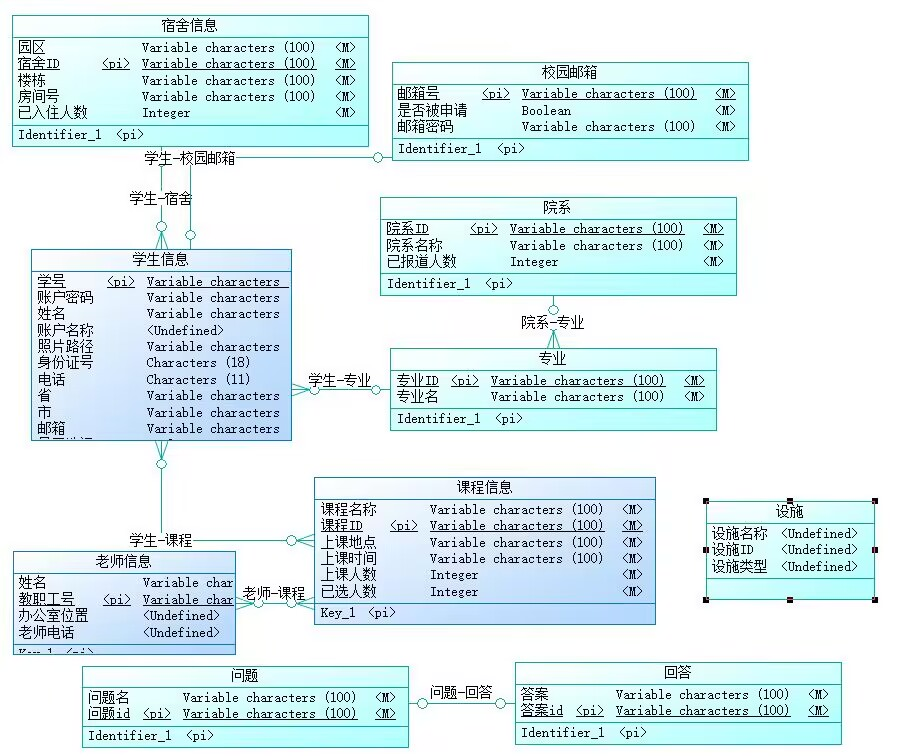 宿舍信息
园区 Variable characters (100) <M>
宿舍ID <pi> Variable characters (100) <M>
楼栋 Variable characters (100) <M>
房间号 Variable characters (100) <M>
已入住人数 Integer <M>
Identifier_1 <pi>
校园邮箱
邮箱号 <pi> Variable characters (100) <M>
是否被申请 Boolean <M>
邮箱密码 Variable characters (100) <M>
Identifier_1 <pi>
学生-校园邮箱
学生-宿舍
院系
院系ID <pi> Variable characters (100) <M>
院系名称 Variable characters (100) <M>
已报道人数 Integer <M>
Identifier_1 <pi>
院系-专业
学生信息
学号 <pi> Variable characters
账户密码 Variable characters
姓名 Variable characters
账户名称 <Undefined>
照片路径 Variable characters
身份证号 Characters (18)
电话 Characters (11)
省 Variable characters
市 Variable characters
邮箱 Variable characters
学生-专业
专业
专业ID <pi> Variable characters (100) <M>
专业名 Variable characters (100) <M>
Identifier_1 <pi>
学生-课程
课程信息
课程名称 Variable characters (100) <M>
课程ID <pi> Variable characters (100) <M>
上课地点 Variable characters (100) <M>
上课时间 Variable characters (100) <M>
上课人数 Integer <M>
已选人数 Integer <M>
Key_1 <pi>
设施
设施名称 <Undefined>
设施ID <Undefined>
设施类型 <Undefined>
老师信息
姓名 Variable char
教职工号 <pi> Variable char
办公室位置 <Undefined>
老师电话 <Undefined>
Key_1 <pi>
老师-课程
问题
问题名 Variable characters (100) <M>
问题id <pi> Variable characters (100) <M>
Identifier_1 <pi>
问题-回答
回答
答案 Variable characters (100) <M>
答案id <pi> Variable characters (100) <M>
Identifier_1 <pi>